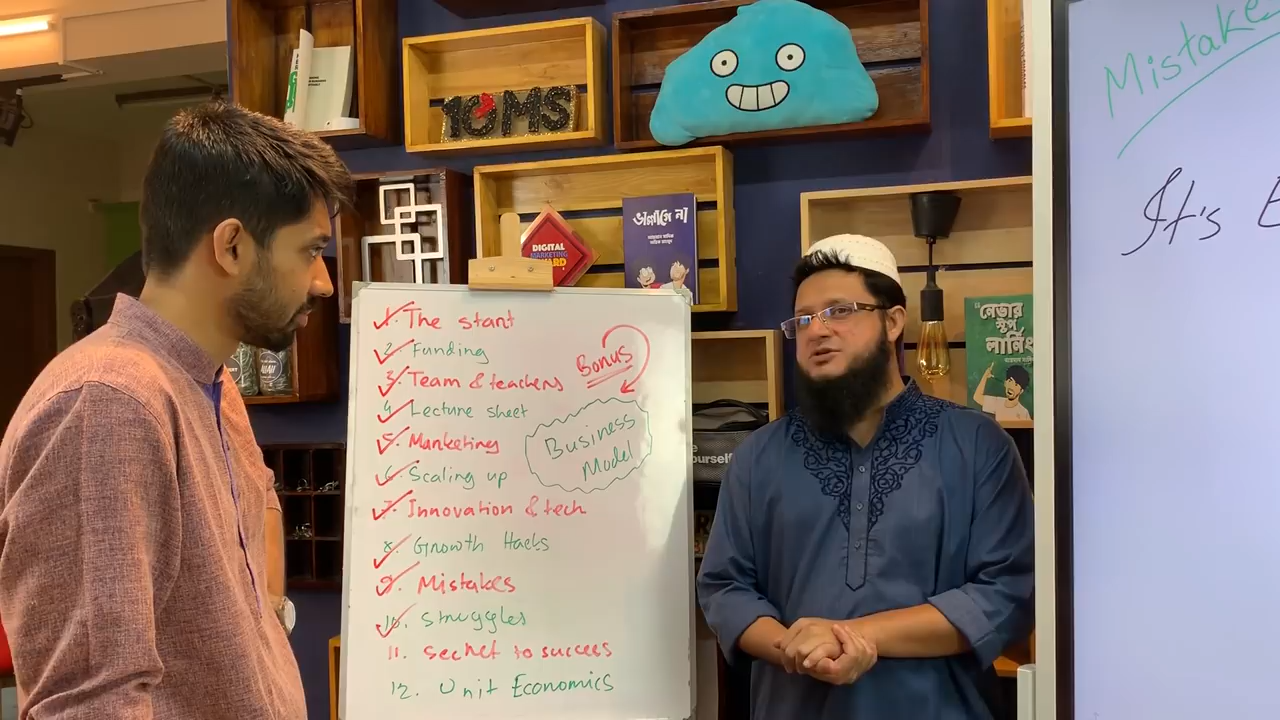 10MS
DIGITAL
MARKETING
ভাল্লাগে না
নেভার
স্টপ
লার্নিং
1. The start
2. Funding
3. Team & teachers
4. Lecture sheet
5. Marketing
6. Scaling up
7. Innovation & tech
8. Growth Hacks
9. Mistakes
10. Struggles
11. Secret to success
12. Unit Economics
Bonus
Business
Model
yourself
Mistake
It's